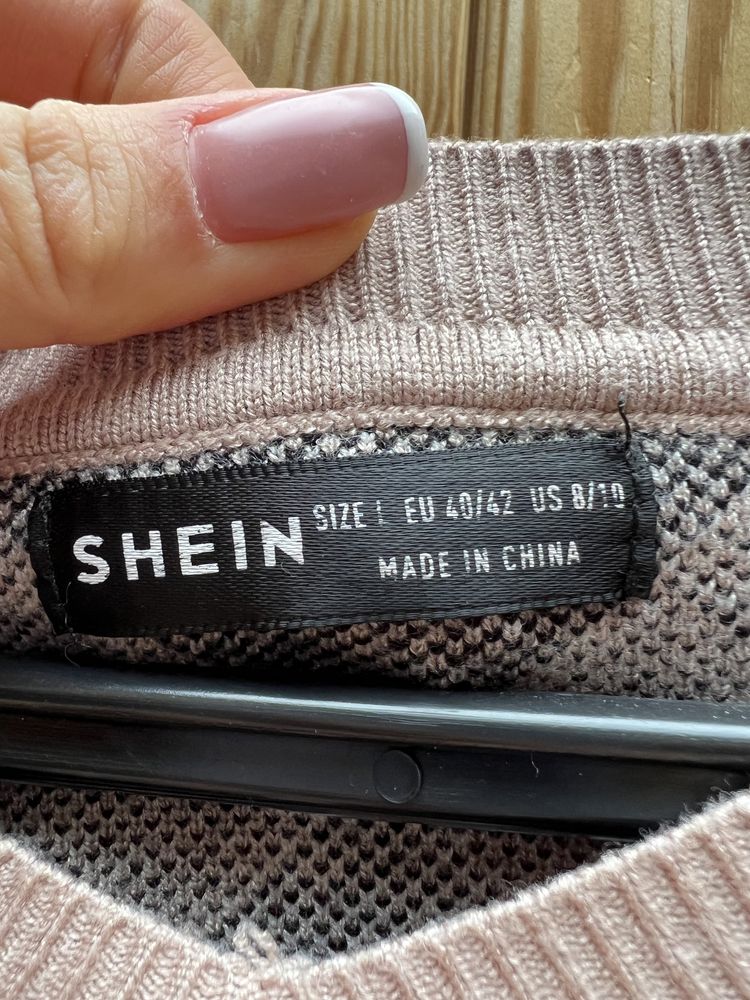 SHEIN
SIZE L EU 40/42 US 8/10
MADE IN CHINA